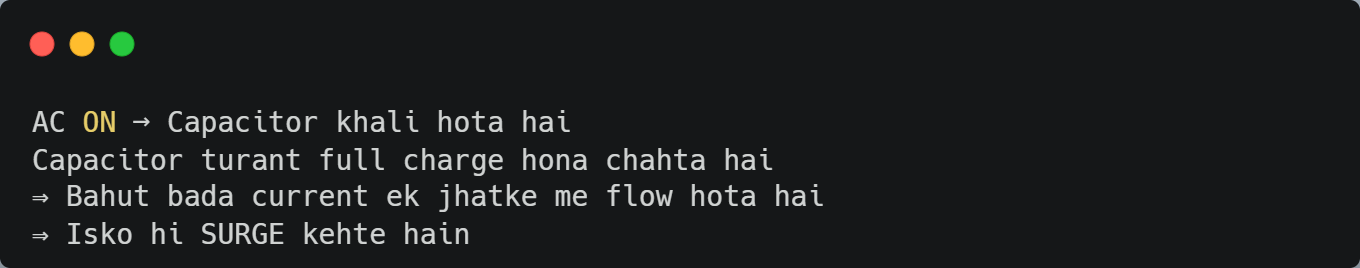 AC ON → Capacitor khali hota hai
Capacitor turant full charge hona chahta hai
⇒ Bahut bada current ek jhatke me flow hota hai
⇒ Isko hi SURGE kehte hain